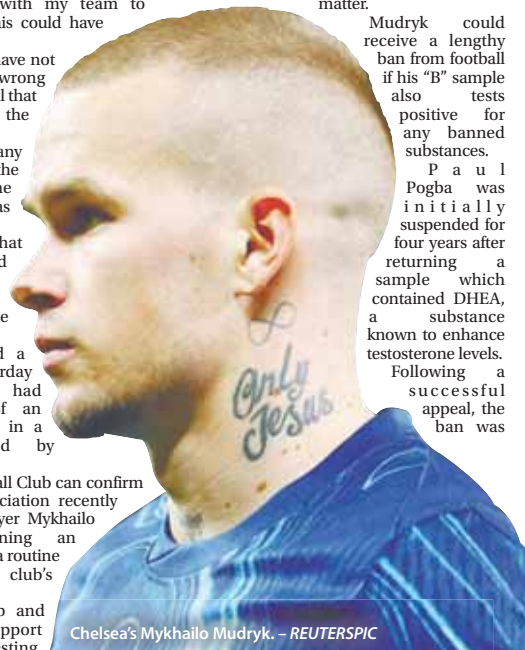 with my team to
is could have
ave not
wrong
l that
the
any
the
ne
as
hat
d
e
d a
rday
had
f an
in a
d by
all Club can confirm
ciation recently
yer Mykhailo
ning an
a routine
club's
p and
pport
esting
matter.
Mudryk could
receive a lengthy
ban from football
if his “B” sample
also tests
positive for
any banned
substances.
Paul
Pogba was
initially
suspended for
four years after
returning a
sample which
contained DHEA,
a substance
known to enhance
testosterone levels.
Following a
successful
appeal, the
ban was
Only
Jesus
Chelsea’s Mykhailo Mudryk. – REUTERSPIC